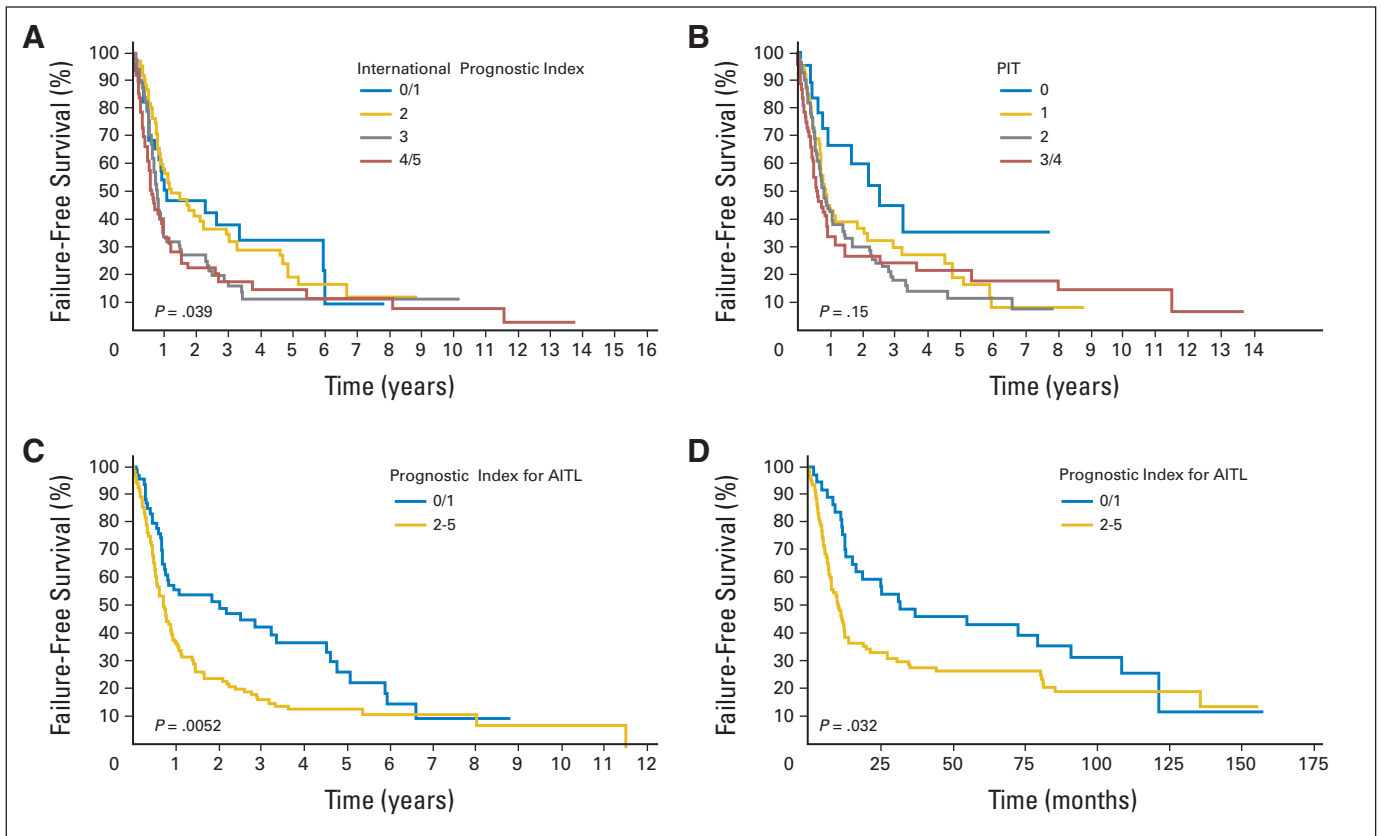 A
Failure-Free Survival (%)
100
90
80
70
60
50
40
30
20
10
International Prognostic Index
0/1
2
3
4/5
P = .039
0 1 2 3 4 5 6 7 8 9 10 11 12 13 14 15 16
Time (years)
B
Failure-Free Survival (%)
100
90
80
70
60
50
40
30
20
10
PIT
0
1
2
3/4
P = .15
0 1 2 3 4 5 6 7 8 9 10 11 12 13 14
Time (years)
C
Failure-Free Survival (%)
100
90
80
70
60
50
40
30
20
10
Prognostic Index for AITL
0/1
2-5
P = .0052
0 1 2 3 4 5 6 7 8 9 10 11 12
Time (years)
D
Failure-Free Survival (%)
100
90
80
70
60
50
40
30
20
10
Prognostic Index for AITL
0/1
2-5
P = .032
0 25 50 75 100 125 150 175
Time (months)